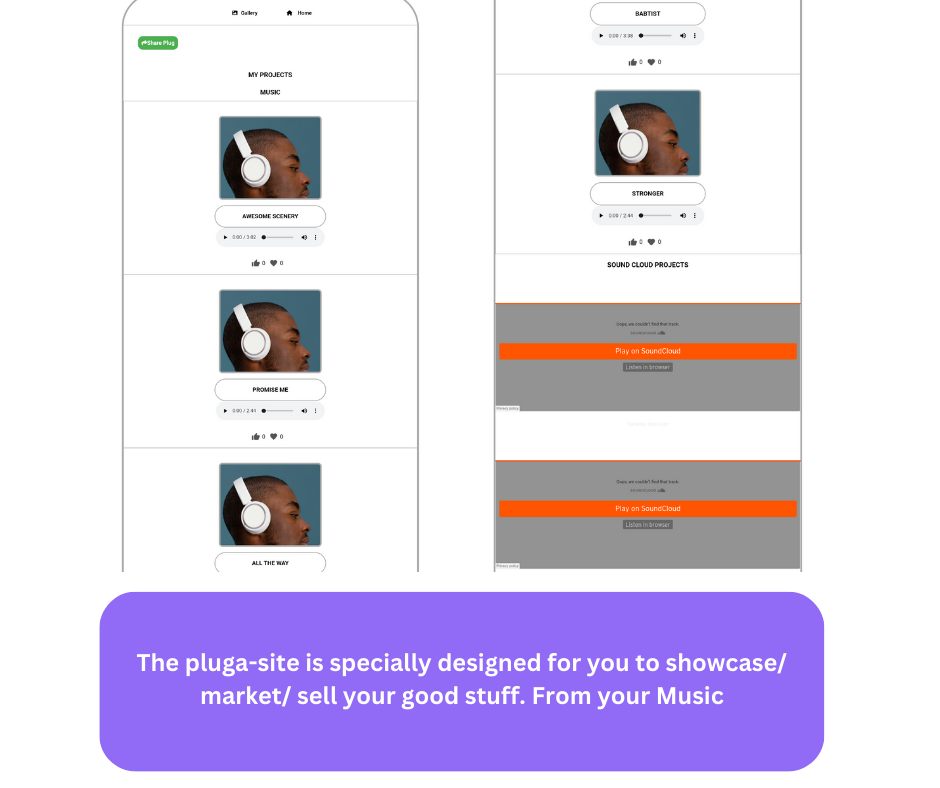 Gallery
Home
Share Plug
MY PROJECTS
MUSIC
AWESOME SCENERY
0:00 / 3:02
0 0
PROMISE ME
0:00 / 2:44
0 0
ALL THE WAY
BABTIST
0:00 / 3:38
0 0
STRONGER
0:00 / 2:44
0 0
SOUND CLOUD PROJECTS
Oops, we couldn't find that track.
SOUNDCLOUD
Play on SoundCloud
Listen in browser
Privacy policy
Oops, we couldn't find that track.
SOUNDCLOUD
Play on SoundCloud
Listen in browser
Privacy policy
The pluga-site is specially designed for you to showcase/
market/ sell your good stuff. From your Music